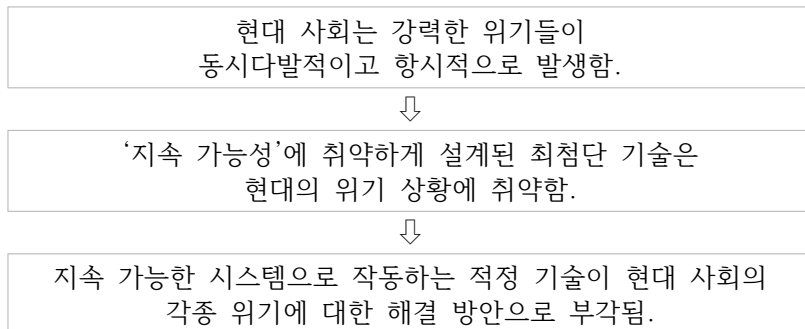 현대 사회는 강력한 위기들이
동시다발적이고 항시적으로 발생함.
⇩
‘지속 가능성’에 취약하게 설계된 최첨단 기술은
현대의 위기 상황에 취약함.
⇩
지속 가능한 시스템으로 작동하는 적정 기술이 현대 사회의
각종 위기에 대한 해결 방안으로 부각됨.